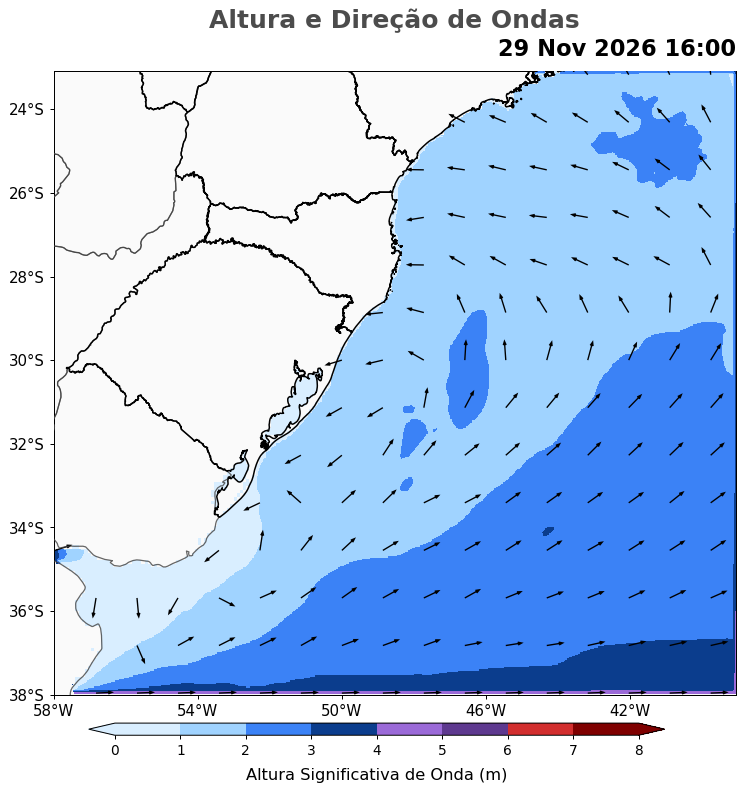 Altura e Direção de Ondas
29 Nov 2026 16:00
24°S
26°S
28°S
30°S
32°S
34°S
36°S
38°S
58°W 54°W 50°W 46°W 42°W
0 1 2 3 4 5 6 7 8
Altura Significativa de Onda (m)